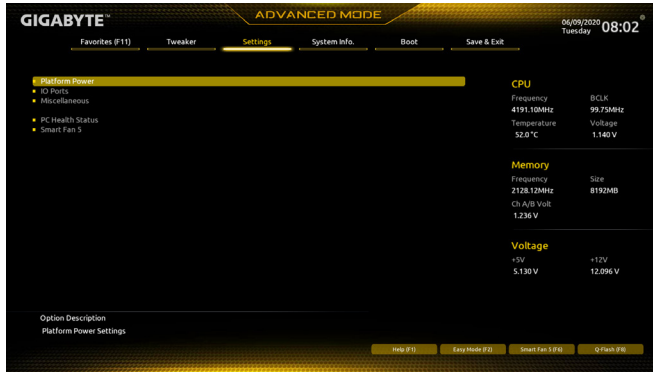 GIGABYTE™
ADVANCED MODE
06/09/2020
Tuesday
08:02
Favorites (F11) Tweaker Settings System Info. Boot Save & Exit
Platform Power
IO Ports
Miscellaneous
PC Health Status
Smart Fan 5
CPU
Frequency BCLK
4191.10MHz 99.75MHz
Temperature Voltage
52.0 °C 1.140 V
Memory
Frequency Size
2128.12MHz 8192MB
Ch A/B Volt
1.236 V
Voltage
+5V +12V
5.130 V 12.096 V
Option Description
Platform Power Settings
Help (F1) Easy Mode (F2) Smart Fan 5 (F6) Q-Flash (F8)